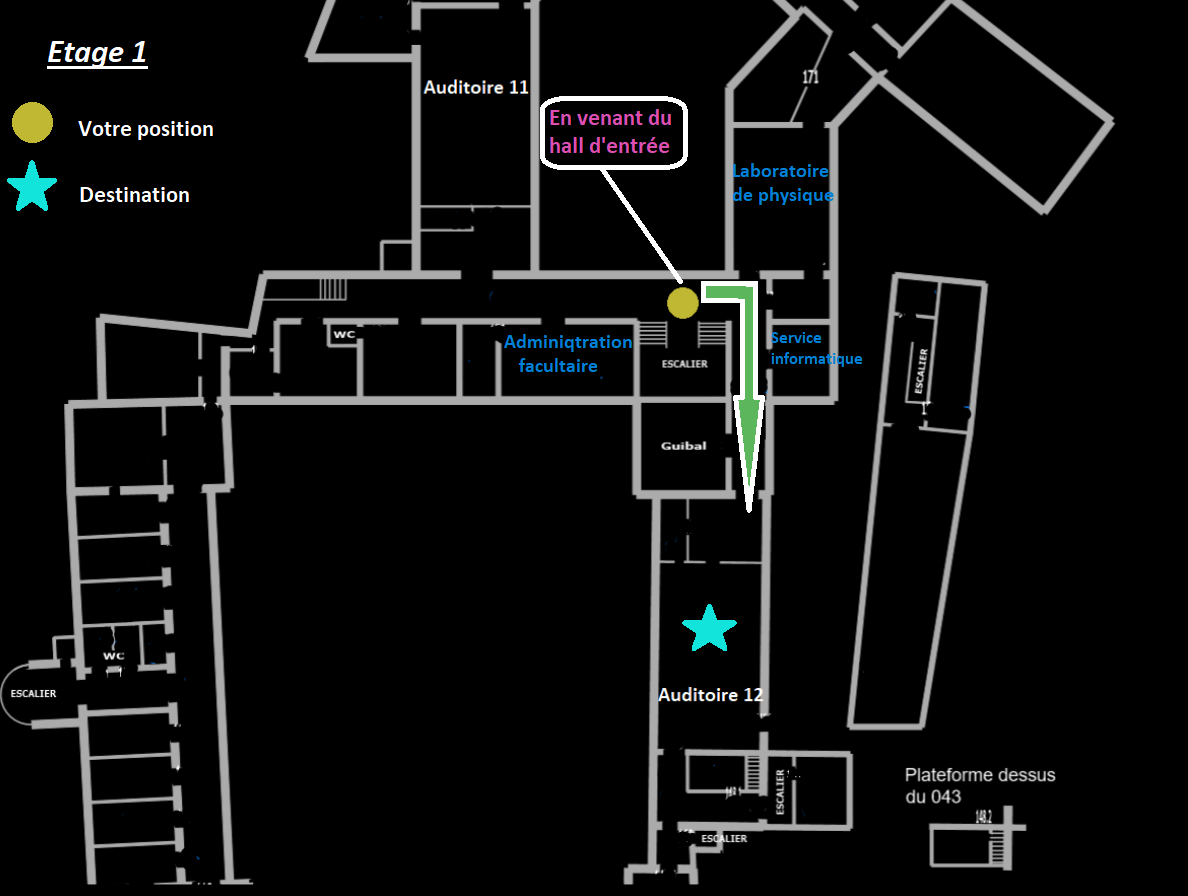 Etage 1
Votre position
Destination
Auditoire 11
En venant du
hall d'entrée
171
Laboratoire
de physique
WC
Adminiqtration
facultaire
ESCALIER
Service
informatique
ESCALIER
Guibal
WC
ESCALIER
Auditoire 12
ESCALIER
ESCALIER
Plateforme dessus
du 043
148.2